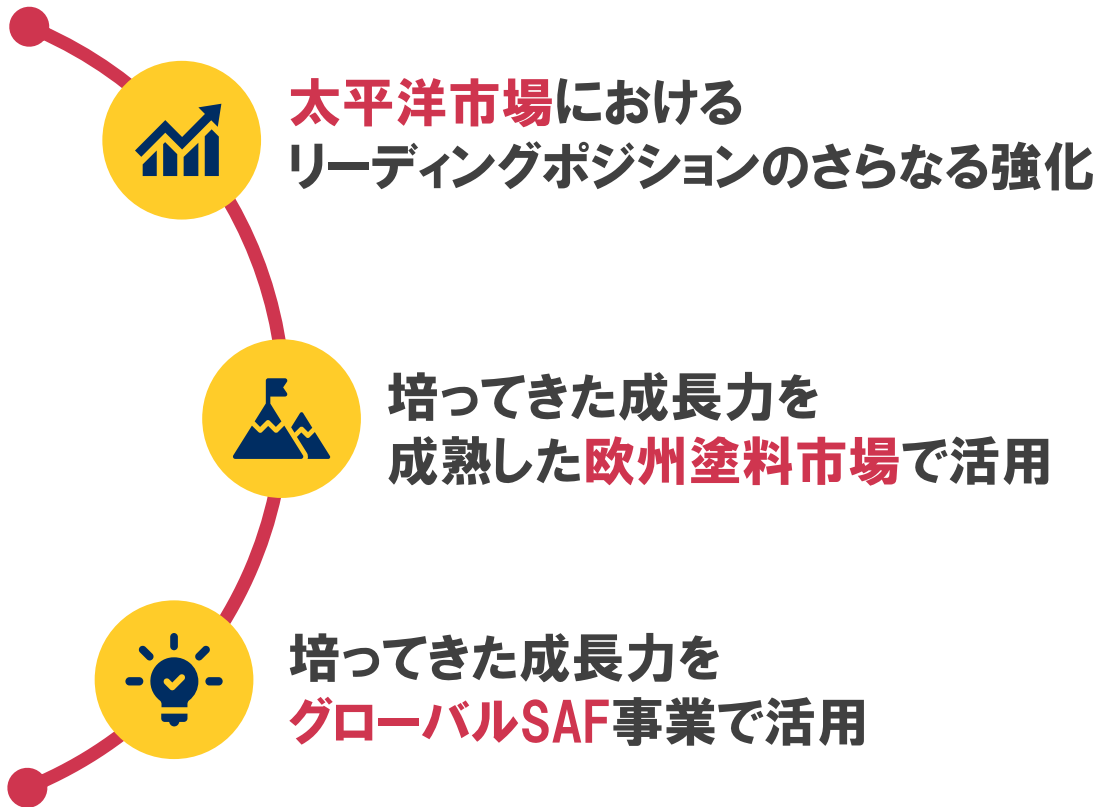 太平洋市場における
リーディングポジションのさらなる強化
培ってきた成長力を
成熟した欧州塗料市場で活用
培ってきた成長力を
グローバルSAF事業で活用